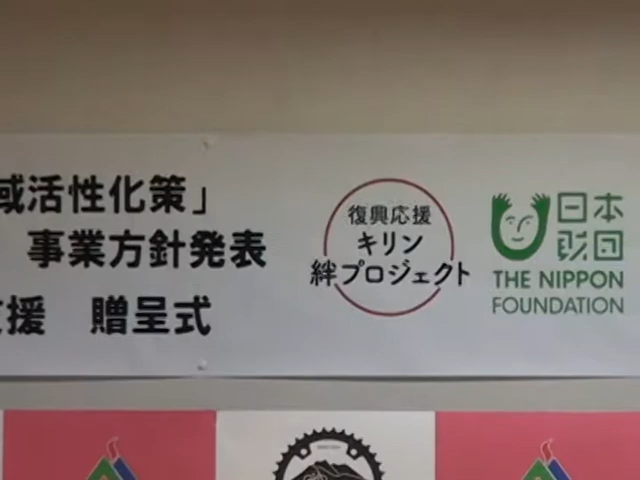 域活性化策」
事業方針発表
支援 贈呈式
復興応援
キリン
絆プロジェクト
日本
財団
THE NIPPON
FOUNDATION